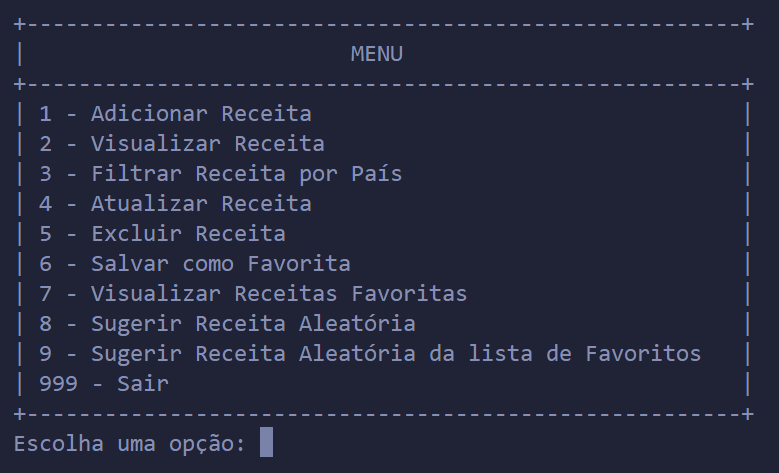 +-------------------------------------------------------+
|                         MENU
+-------------------------------------------------------+
| 1 - Adicionar Receita                                 |
| 2 - Visualizar Receita                                |
| 3 - Filtrar Receita por País                          |
| 4 - Atualizar Receita                                 |
| 5 - Excluir Receita                                   |
| 6 - Salvar como Favorita                              |
| 7 - Visualizar Receitas Favoritas                     |
| 8 - Sugerir Receita Aleatória                         |
| 9 - Sugerir Receita Aleatória da lista de Favoritos   |
| 999 - Sair                                            |
+-------------------------------------------------------+
Escolha uma opção: